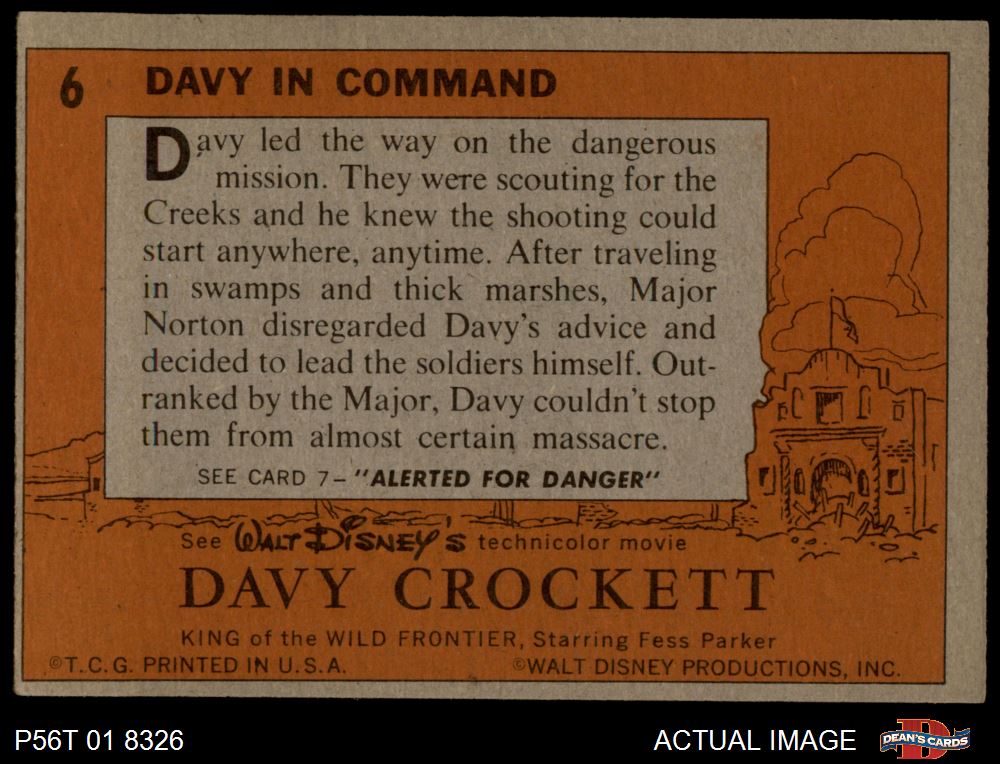 6 DAVY IN COMMAND
Davy led the way on the dangerous
mission. They were scouting for the
Creeks and he knew the shooting could
start anywhere, anytime. After traveling
in swamps and thick marshes, Major
Norton disregarded Davy's advice and
decided to lead the soldiers himself. Out-
ranked by the Major, Davy couldn't stop
them from almost certain massacre.
SEE CARD 7 – "ALERTED FOR DANGER"
See WALT DISNEY'S technicolor movie
DAVY CROCKETT
KING of the WILD FRONTIER, Starring Fess Parker
©T.C.G. PRINTED IN U.S.A. ©WALT DISNEY PRODUCTIONS, INC.
P56T 01 8326 ACTUAL IMAGE DEAN'S CARDS